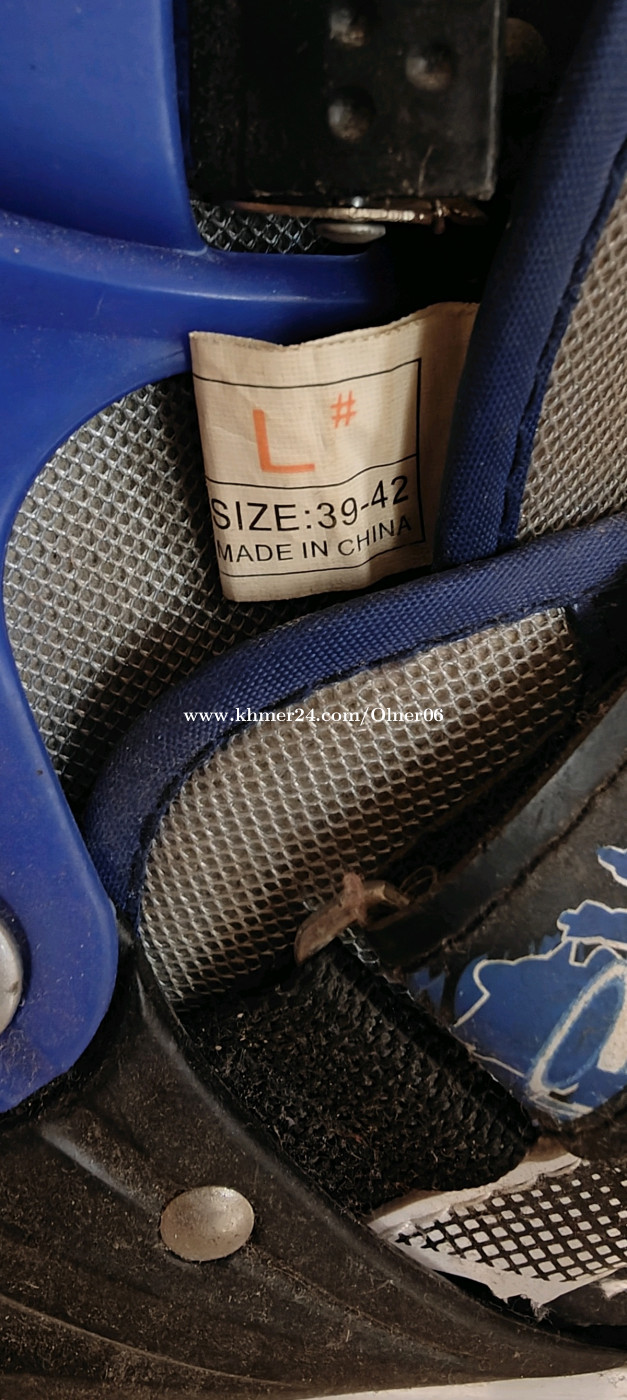 L #
SIZE:39-42
MADE IN CHINA
www.khmer24.com/Olner06